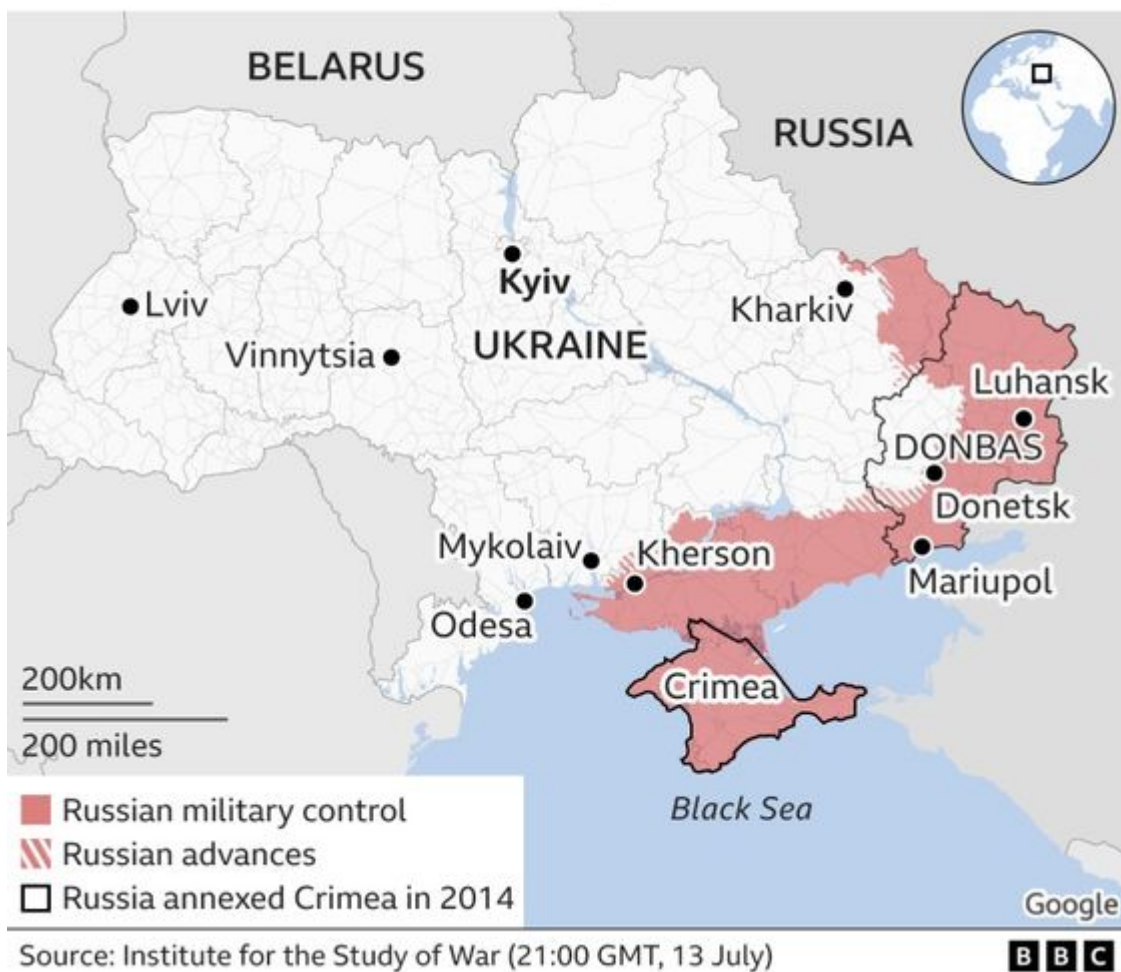 BELARUS
RUSSIA
Kyiv
Lviv
Kharkiv
Vinnytsia
UKRAINE
Luhansk
DONBAS
Donetsk
Mykolaiv
Kherson
Mariupol
Odesa
Crimea
200km
200 miles
Black Sea
Russian military control
Russian advances
Russia annexed Crimea in 2014
Google
Source: Institute for the Study of War (21:00 GMT, 13 July)
BBC